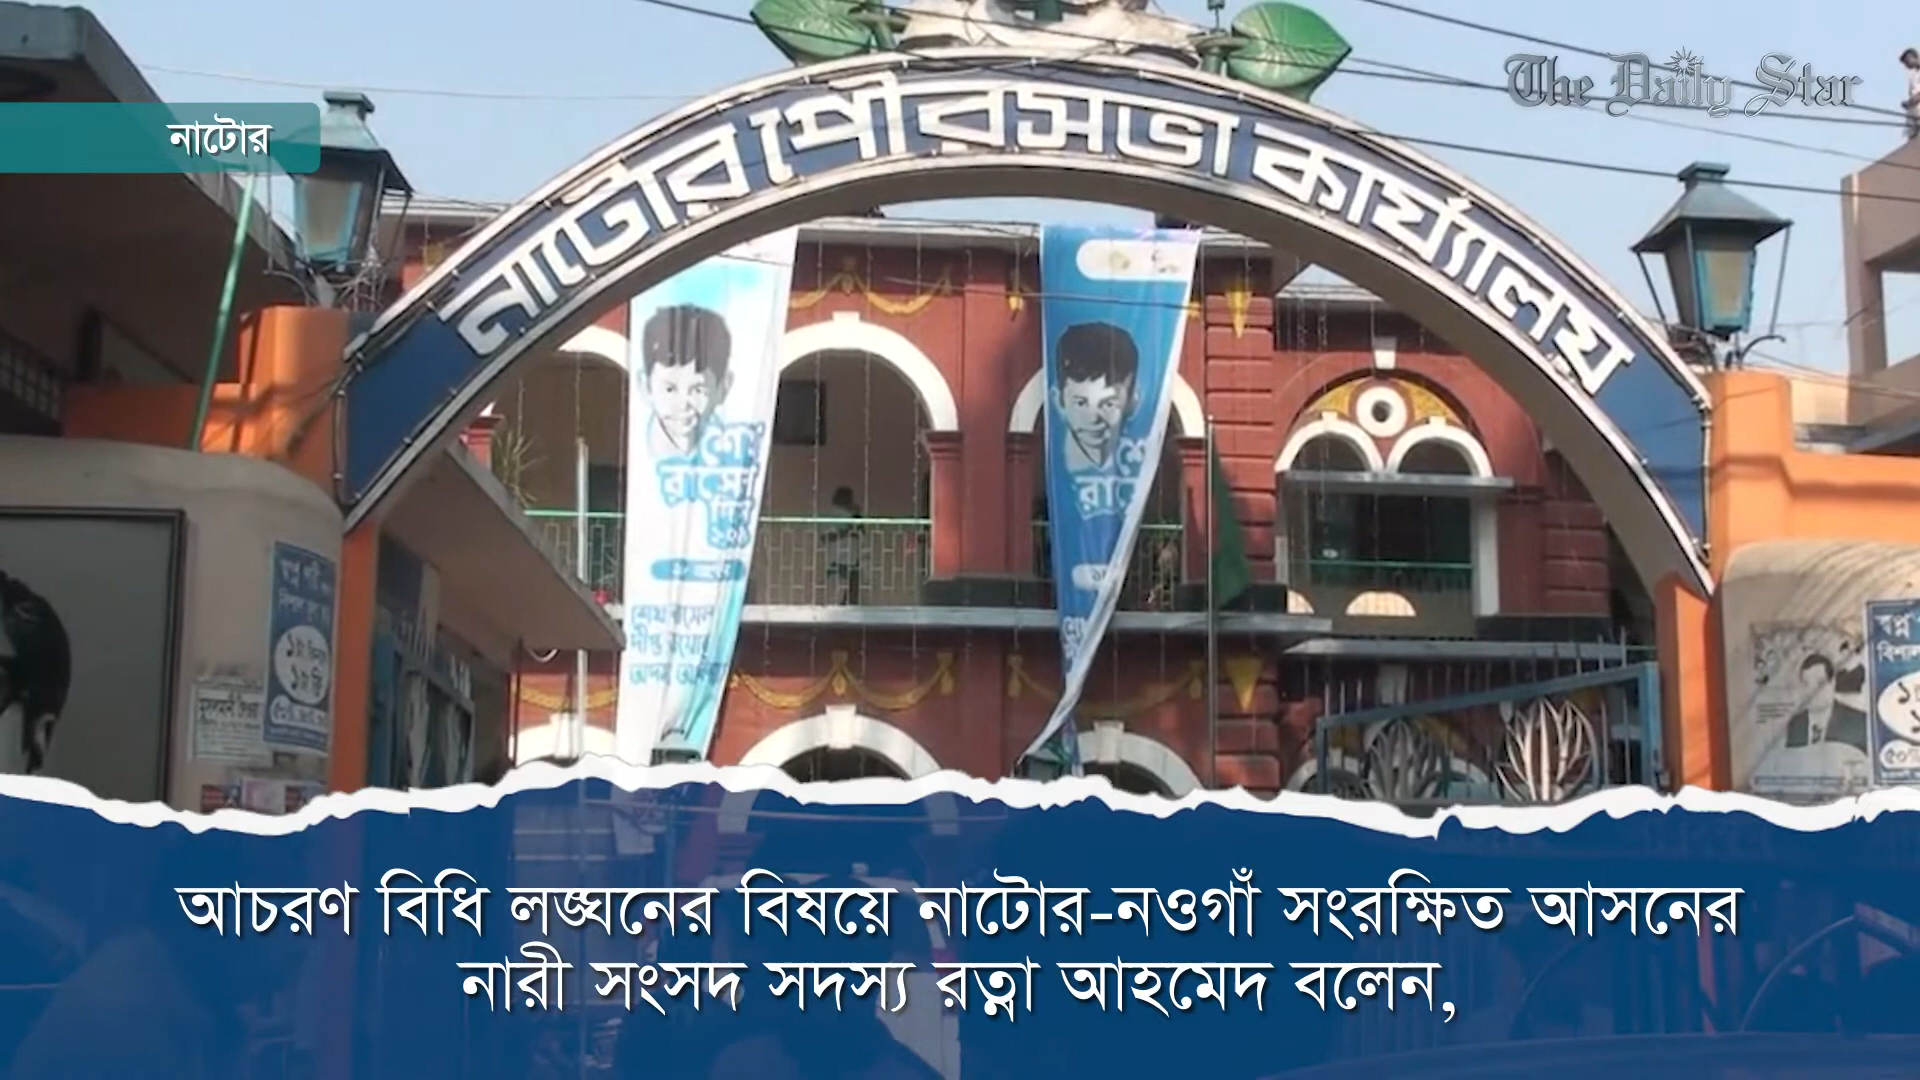 The Daily Star
নাটোর
নাটোর পৌরসভা কার্য্যালয়
শেখ রাসেল
দীপ্ত
আচরণ বিধি লঙ্ঘনের বিষয়ে নাটোর-নওগাঁ সংরক্ষিত আসনের
নারী সংসদ সদস্য রত্না আহমেদ বলেন,